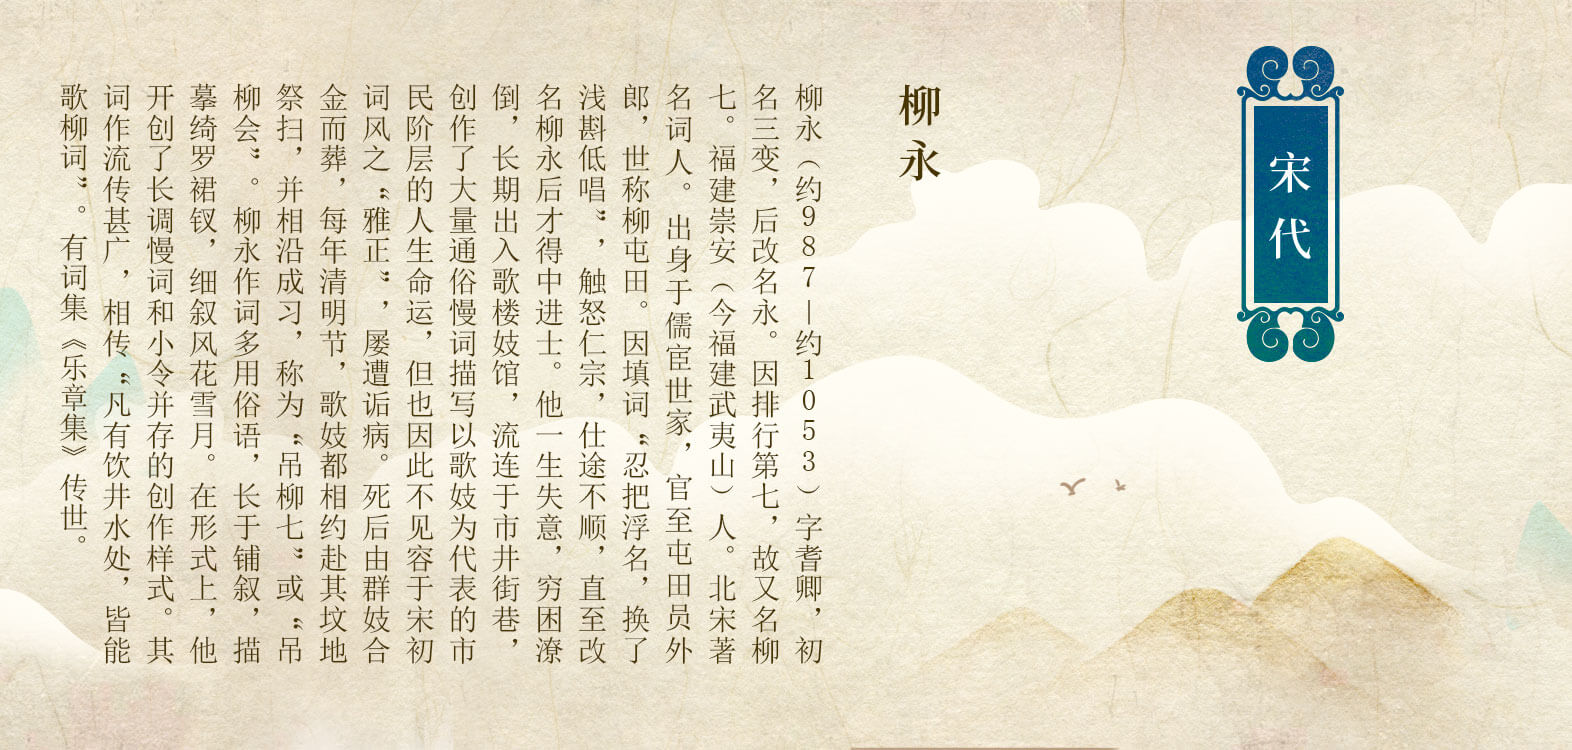 宋代
柳永
柳永（约987—约1053）字耆卿，初
名三变，后改名永。因排行第七，故又名柳
七。福建崇安（今福建武夷山）人。北宋著
名词人。出身于儒宦世家，官至屯田员外
郎，世称柳屯田。因填词“忍把浮名，换了
浅斟低唱”，触怒仁宗，仕途不顺，直至改
名柳永后才得中进士。他一生失意，穷困潦
倒，长期出入歌楼妓馆，流连于市井街巷，
创作了大量通俗慢词描写以歌妓为代表的市
民阶层的人生命运，但也因此不见容于宋初
词风之“雅正”，屡遭诟病。死后由群妓合
金而葬，每年清明节，歌妓都相约赴其坟地
祭扫，并相沿成习，称为“吊柳七”或“吊
柳会”。柳永作词多用俗语，长于铺叙，描
摹绮罗裙钗，细叙风花雪月。在形式上，他
开创了长调慢词和小令并存的创作样式。其
词作流传甚广，相传“凡有饮井水处，皆能
歌柳词”。有词集《乐章集》传世。